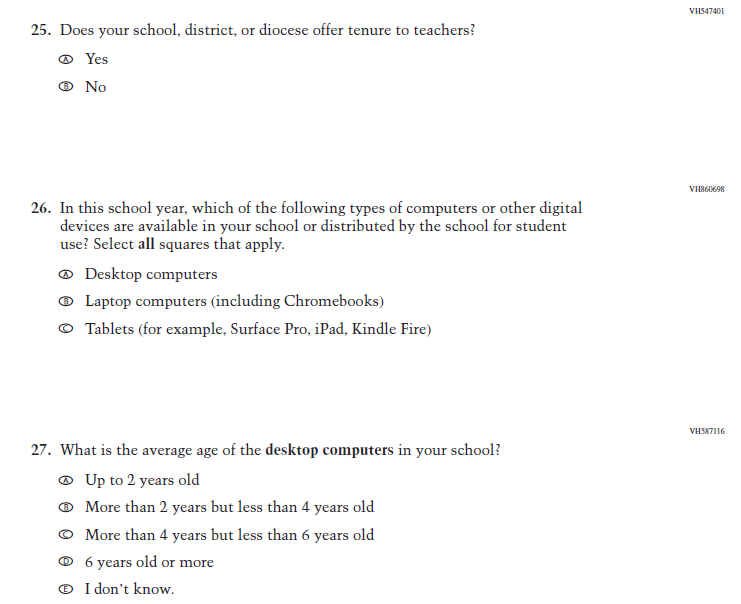 VH547401
25. Does your school, district, or diocese offer tenure to teachers?
A Yes
B No
VH860698
26. In this school year, which of the following types of computers or other digital
devices are available in your school or distributed by the school for student
use? Select all squares that apply.
A Desktop computers
B Laptop computers (including Chromebooks)
C Tablets (for example, Surface Pro, iPad, Kindle Fire)
VH587116
27. What is the average age of the desktop computers in your school?
A Up to 2 years old
B More than 2 years but less than 4 years old
C More than 4 years but less than 6 years old
D 6 years old or more
E I don't know.